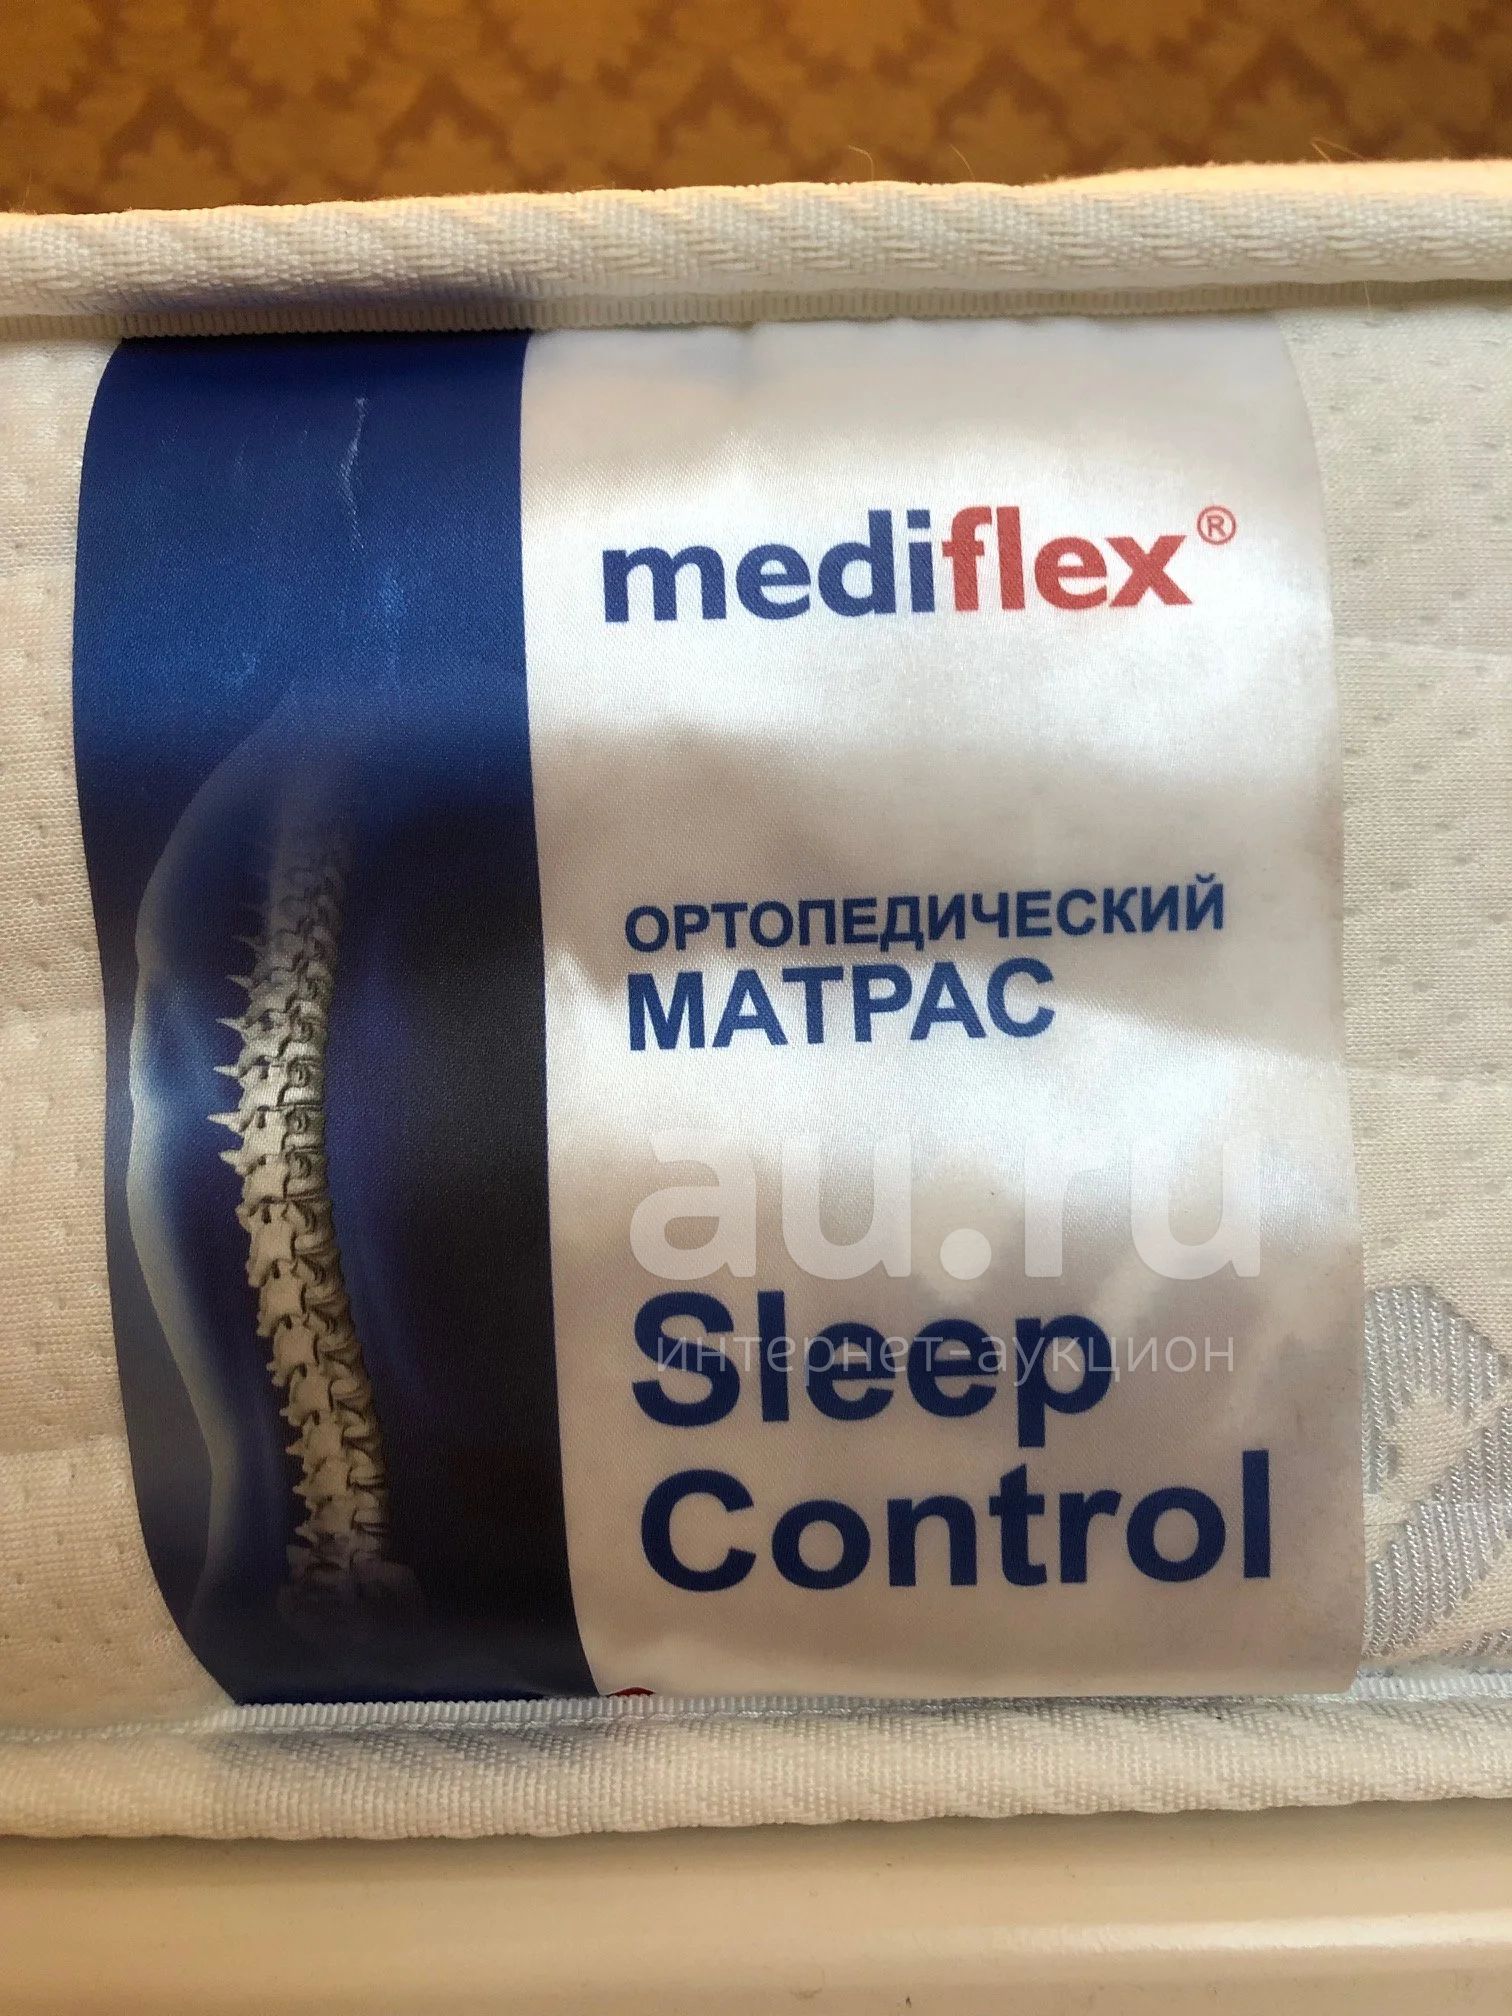 mediflex®
ОРТОПЕДИЧЕСКИЙ
МАТРАС
au.ru
интернет-аукцион
Sleep
Control